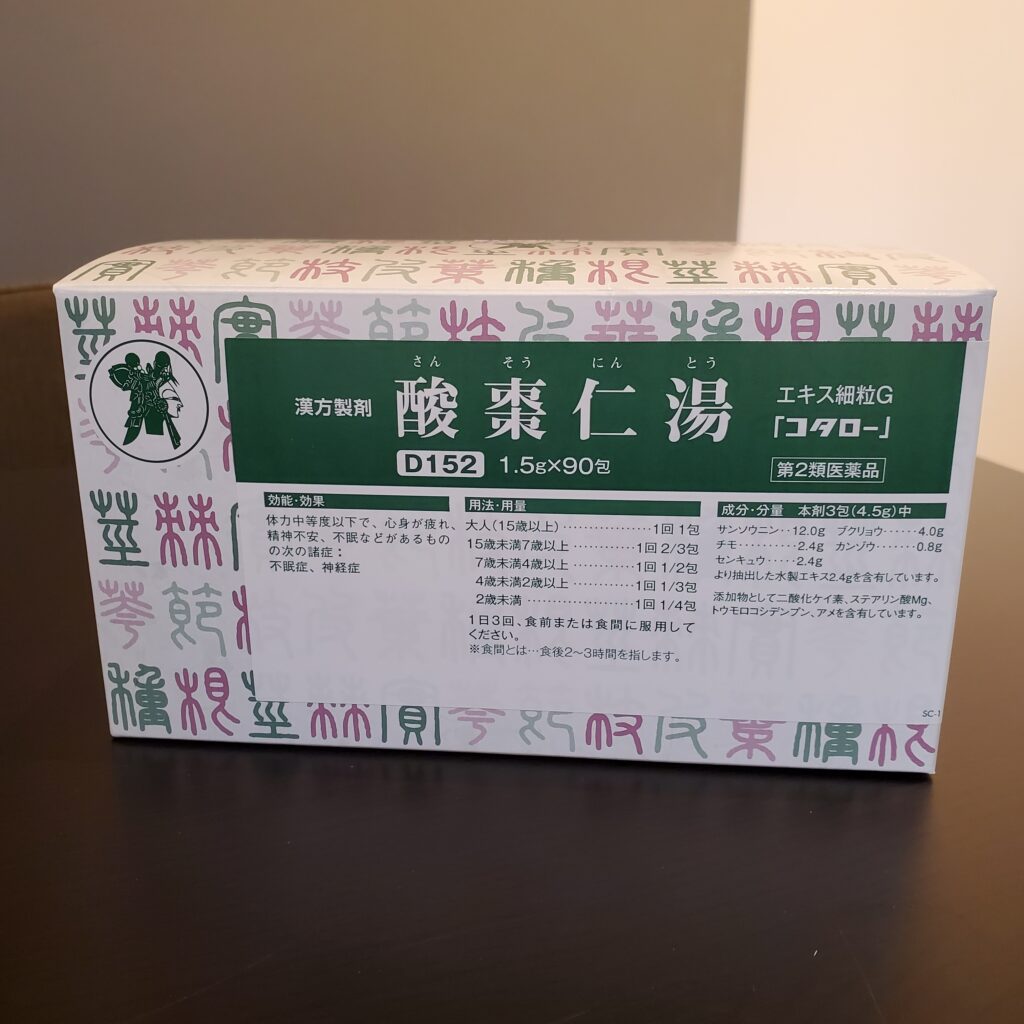 さん そう にん とう
漢方製剤 酸棗仁湯 エキス細粒G
「コタロー」
D152 1.5g×90包 第2類医薬品
効能・効果
体力中等度以下で、心身が疲れ、
精神不安、不眠などがあるもの
の次の諸症:
不眠症、神経症
用法・用量
大人(15歳以上)‥‥‥‥‥‥1回 1包
15歳未満7歳以上‥‥‥‥1回 2/3包
7歳未満4歳以上‥‥‥‥1回 1/2包
4歳未満2歳以上‥‥‥‥1回 1/3包
2歳未満‥‥‥‥‥‥‥1回 1/4包
1日3回、食前または食間に服用して
ください。
※食間とは…食後2〜3時間を指します。
成分・分量 本剤3包(4.5g)中
サンソウニン‥12.0g ブクリョウ‥‥‥4.0g
チモ‥‥‥‥‥2.4g カンゾウ‥‥‥‥0.8g
センキュウ‥‥‥2.4g
より抽出した水製エキス2.4gを含有しています。
添加物として二酸化ケイ素、ステアリン酸Mg、
トウモロコシデンプン、アメを含有しています。
SC-1